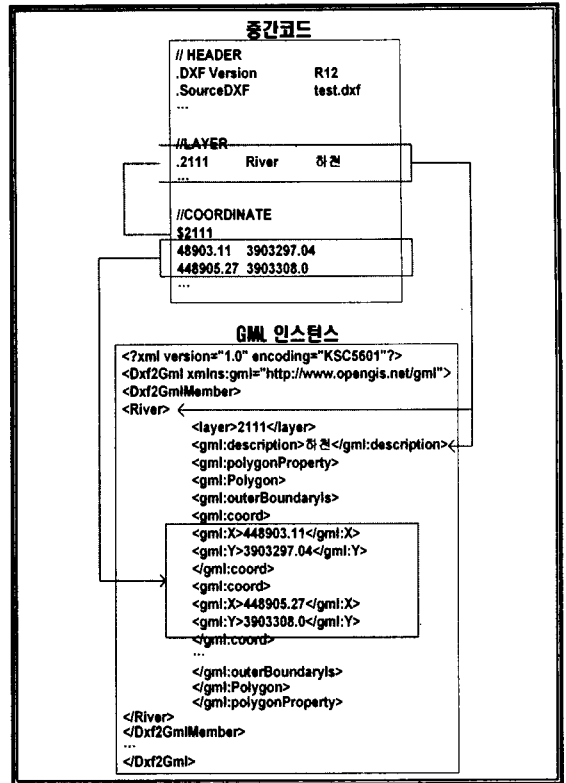 중간코드
// HEADER
.DXF Version R12
.SourceDXF test.dxf
...
//LAYER
.2111 River 하천
...
//COORDINATE
$2111
48903.11 3903297.04
448905.27 3903308.0
...
GML 인스턴스
<?xml version="1.0" encoding="KSC5601"?>
<Dxf2Gml xmlns:gml="http://www.opengis.net/gml">
<Dxf2GmlMember>
<River>
<layer>2111</layer>
<gml:description>하천</gml:description>
<gml:polygonProperty>
<gml:Polygon>
<gml:outerBoundaryIs>
<gml:coord>
<gml:X>448903.11</gml:X>
<gml:Y>3903297.04</gml:Y>
</gml:coord>
<gml:coord>
<gml:X>448905.27</gml:X>
<gml:Y>3903308.0</gml:Y>
</gml:coord>
...
</gml:outerBoundaryIs>
</gml:Polygon>
</gml:polygonProperty>
</River>
</Dxf2GmlMember>
...
</Dxf2Gml>